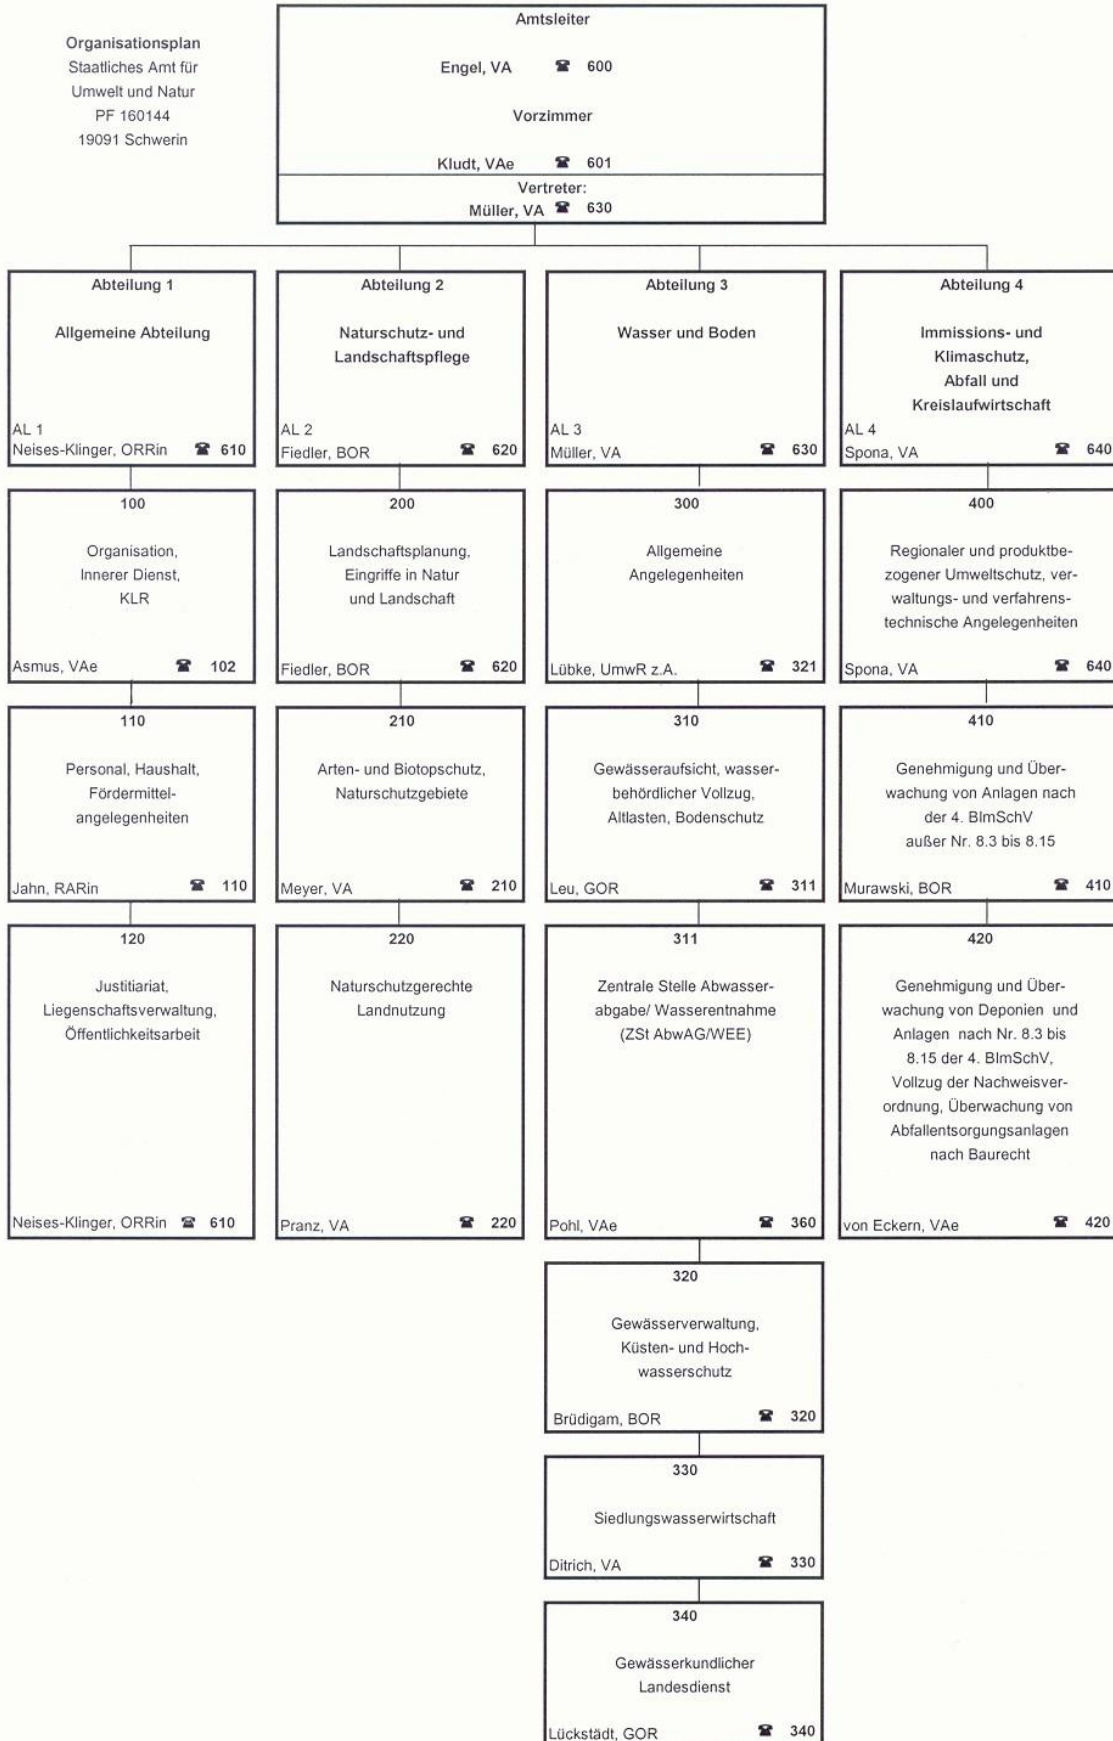 Organisationsplan
Staatliches Amt für
Umwelt und Natur
PF 160144
19091 Schwerin
Amtsleiter
Engel, VA ☎ 600
Vorzimmer
Kludt, VAe ☎ 601
Vertreter:
Müller, VA ☎ 630
Abteilung 1
Allgemeine Abteilung
AL 1
Neises-Klinger, ORRin ☎ 610
100
Organisation,
Innerer Dienst,
KLR
Asmus, VAe ☎ 102
110
Personal, Haushalt,
Fördermittel-
angelegenheiten
Jahn, RARin ☎ 110
120
Justitiariat,
Liegenschaftsverwaltung,
Öffentlichkeitsarbeit
Neises-Klinger, ORRin ☎ 610
Abteilung 2
Naturschutz- und
Landschaftspflege
AL 2
Fiedler, BOR ☎ 620
200
Landschaftsplanung,
Eingriffe in Natur
und Landschaft
Fiedler, BOR ☎ 620
210
Arten- und Biotopschutz,
Naturschutzgebiete
Meyer, VA ☎ 210
220
Naturschutzgerechte
Landnutzung
Pranz, VA ☎ 220
Abteilung 3
Wasser und Boden
AL 3
Müller, VA ☎ 630
300
Allgemeine
Angelegenheiten
Lübke, UmwR z.A. ☎ 321
310
Gewässeraufsicht, wasser-
behördlicher Vollzug,
Altlasten, Bodenschutz
Leu, GOR ☎ 311
311
Zentrale Stelle Abwasser-
abgabe/ Wasserentnahme
(ZSt AbwAG/WEE)
Pohl, VAe ☎ 360
320
Gewässerverwaltung,
Küsten- und Hoch-
wasserschutz
Brüdigam, BOR ☎ 320
330
Siedlungswasserwirtschaft
Ditrich, VA ☎ 330
340
Gewässerkundlicher
Landesdienst
Lückstädt, GOR ☎ 340
Abteilung 4
Immissions- und
Klimaschutz,
Abfall und
Kreislaufwirtschaft
AL 4
Spona, VA ☎ 640
400
Regionaler und produktbe-
zogener Umweltschutz, ver-
waltungs- und verfahrens-
technische Angelegenheiten
Spona, VA ☎ 640
410
Genehmigung und Über-
wachung von Anlagen nach
der 4. BImSchV
außer Nr. 8.3 bis 8.15
Murawski, BOR ☎ 410
420
Genehmigung und Über-
wachung von Deponien und
Anlagen nach Nr. 8.3 bis
8.15 der 4. BImSchV,
Vollzug der Nachweisver-
ordnung, Überwachung von
Abfallentsorgungsanlagen
nach Baurecht
von Eckern, VAe ☎ 420